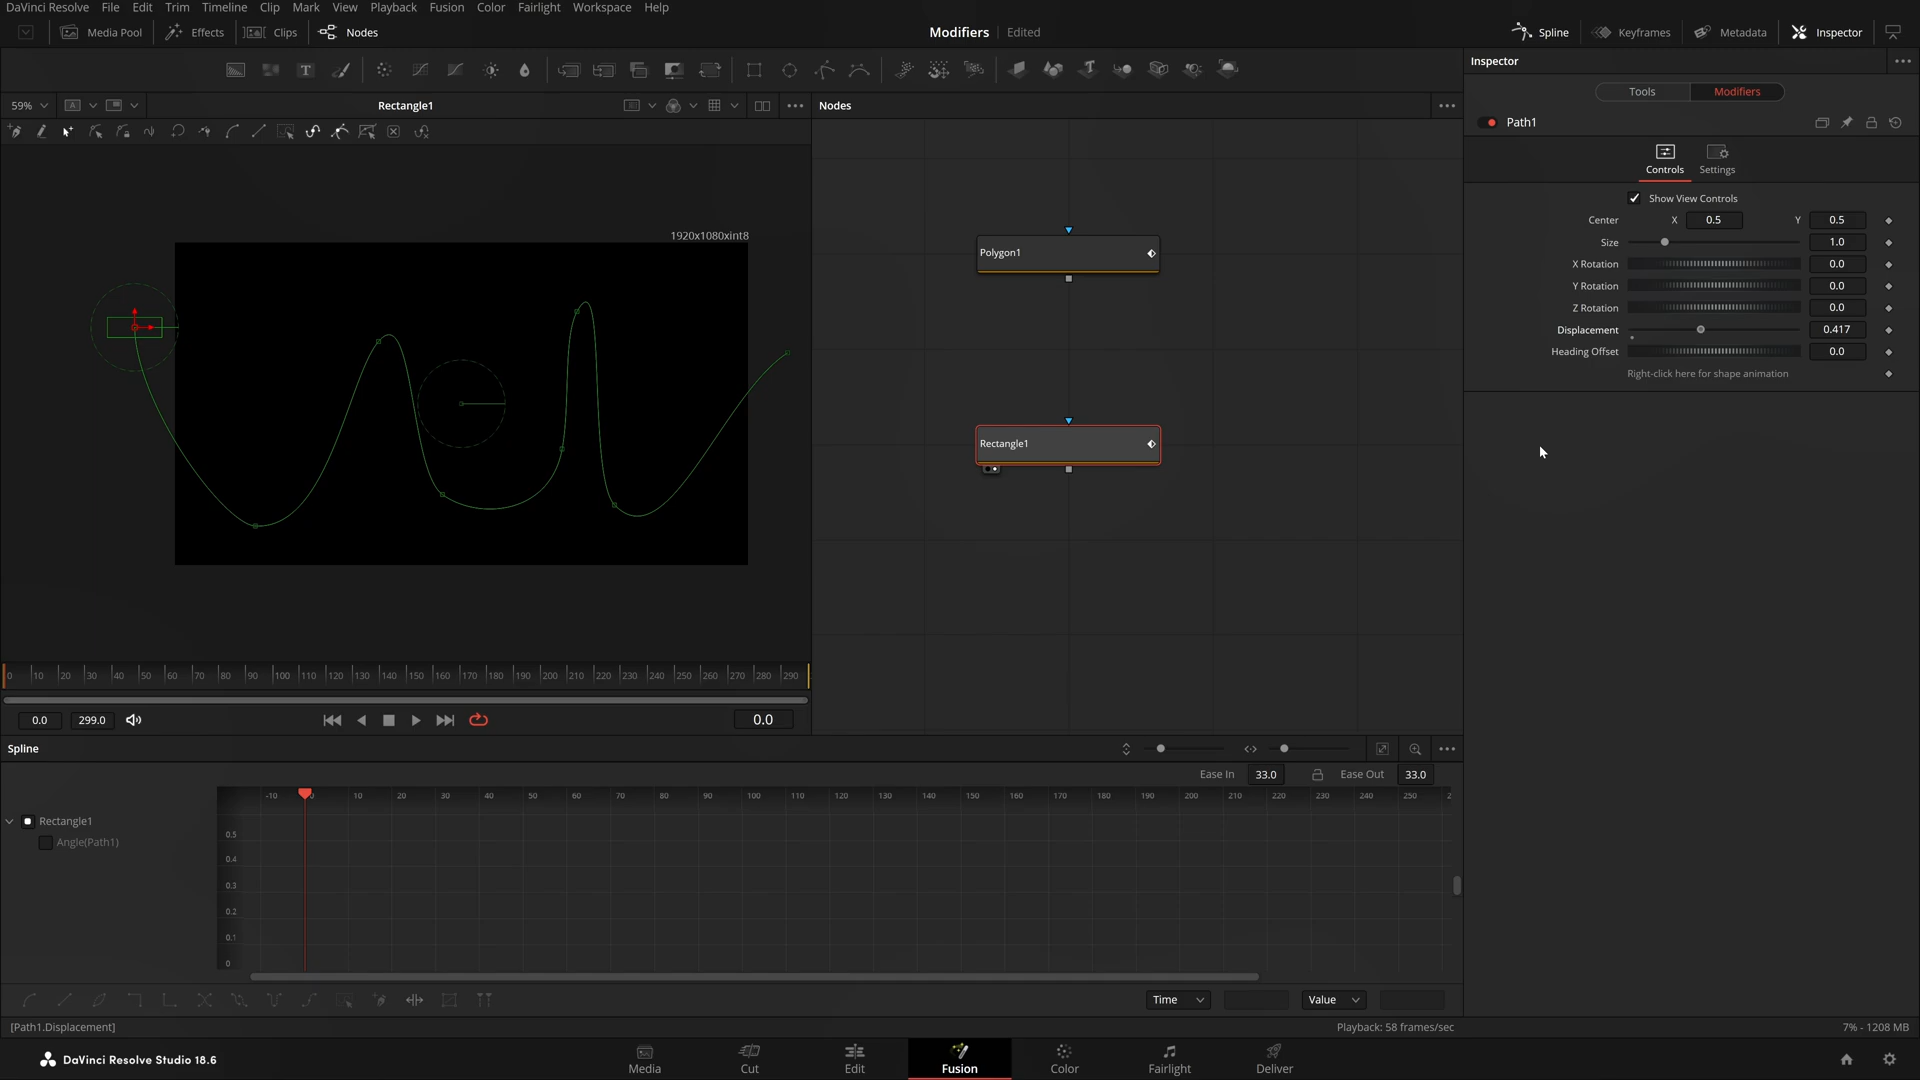 DaVinci Resolve File Edit Trim Timeline Clip Mark View Playback Fusion Color Fairlight Workspace Help
Media Pool Effects Clips Nodes Modifiers Edited Spline Keyframes Metadata Inspector
Inspector
Tools Modifiers
59% A Rectangle1 Nodes
Path1
Controls Settings
Show View Controls
Center X 0.5 Y 0.5
Size 1.0
X Rotation 0.0
Y Rotation 0.0
Z Rotation 0.0
Displacement 0.417
Heading Offset 0.0
Right-click here for shape animation
1920x1080xint8
Polygon1
Rectangle1
0 10 20 30 40 50 60 70 80 90 100 110 120 130 140 150 160 170 180 190 200 210 220 230 240 250 260 270 280 290
0.0 299.0 0.0
Spline
Ease In 33.0 Ease Out 33.0
-10 0 10 20 30 40 50 60 70 80 90 100 110 120 130 140 150 160 170 180 190 200 210 220 230 240 250 2
Rectangle1
Angle(Path1)
0.5
0.4
0.3
0.2
0.1
0
Time Value
[Path1.Displacement] Playback: 58 frames/sec 7% - 1208 MB
DaVinci Resolve Studio 18.6
Media Cut Edit Fusion Color Fairlight Deliver